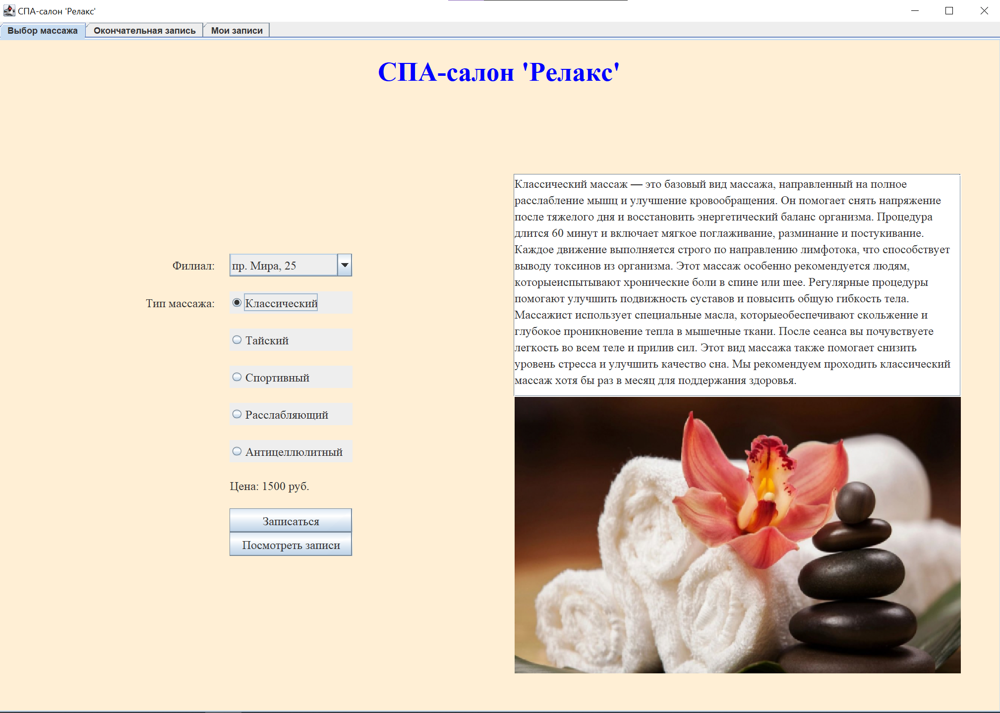 СПА-салон 'Релакс'
Выбор массажа
Окончательная запись
Мои записи
СПА-салон 'Релакс'
Филиал:
пр. Мира, 25
Тип массажа:
Классический
Тайский
Спортивный
Расслабляющий
Антицеллюлитный
Цена: 1500 руб.
Записаться
Посмотреть записи
Классический массаж — это базовый вид массажа, направленный на полное
расслабление мышц и улучшение кровообращения. Он помогает снять напряжение
после тяжелого дня и восстановить энергетический баланс организма. Процедура
длится 60 минут и включает мягкое поглаживание, разминание и постукивание.
Каждое движение выполняется строго по направлению лимфотока, что способствует
выводу токсинов из организма. Этот массаж особенно рекомендуется людям,
которыеиспытывают хронические боли в спине или шее. Регулярные процедуры
помогают улучшить подвижность суставов и повысить общую гибкость тела.
Массажист использует специальные масла, которыеобеспечивают скольжение и
глубокое проникновение тепла в мышечные ткани. После сеанса вы почувствуете
легкость во всем теле и прилив сил. Этот вид массажа также помогает снизить
уровень стресса и улучшить качество сна. Мы рекомендуем проходить классический
массаж хотя бы раз в месяц для поддержания здоровья.